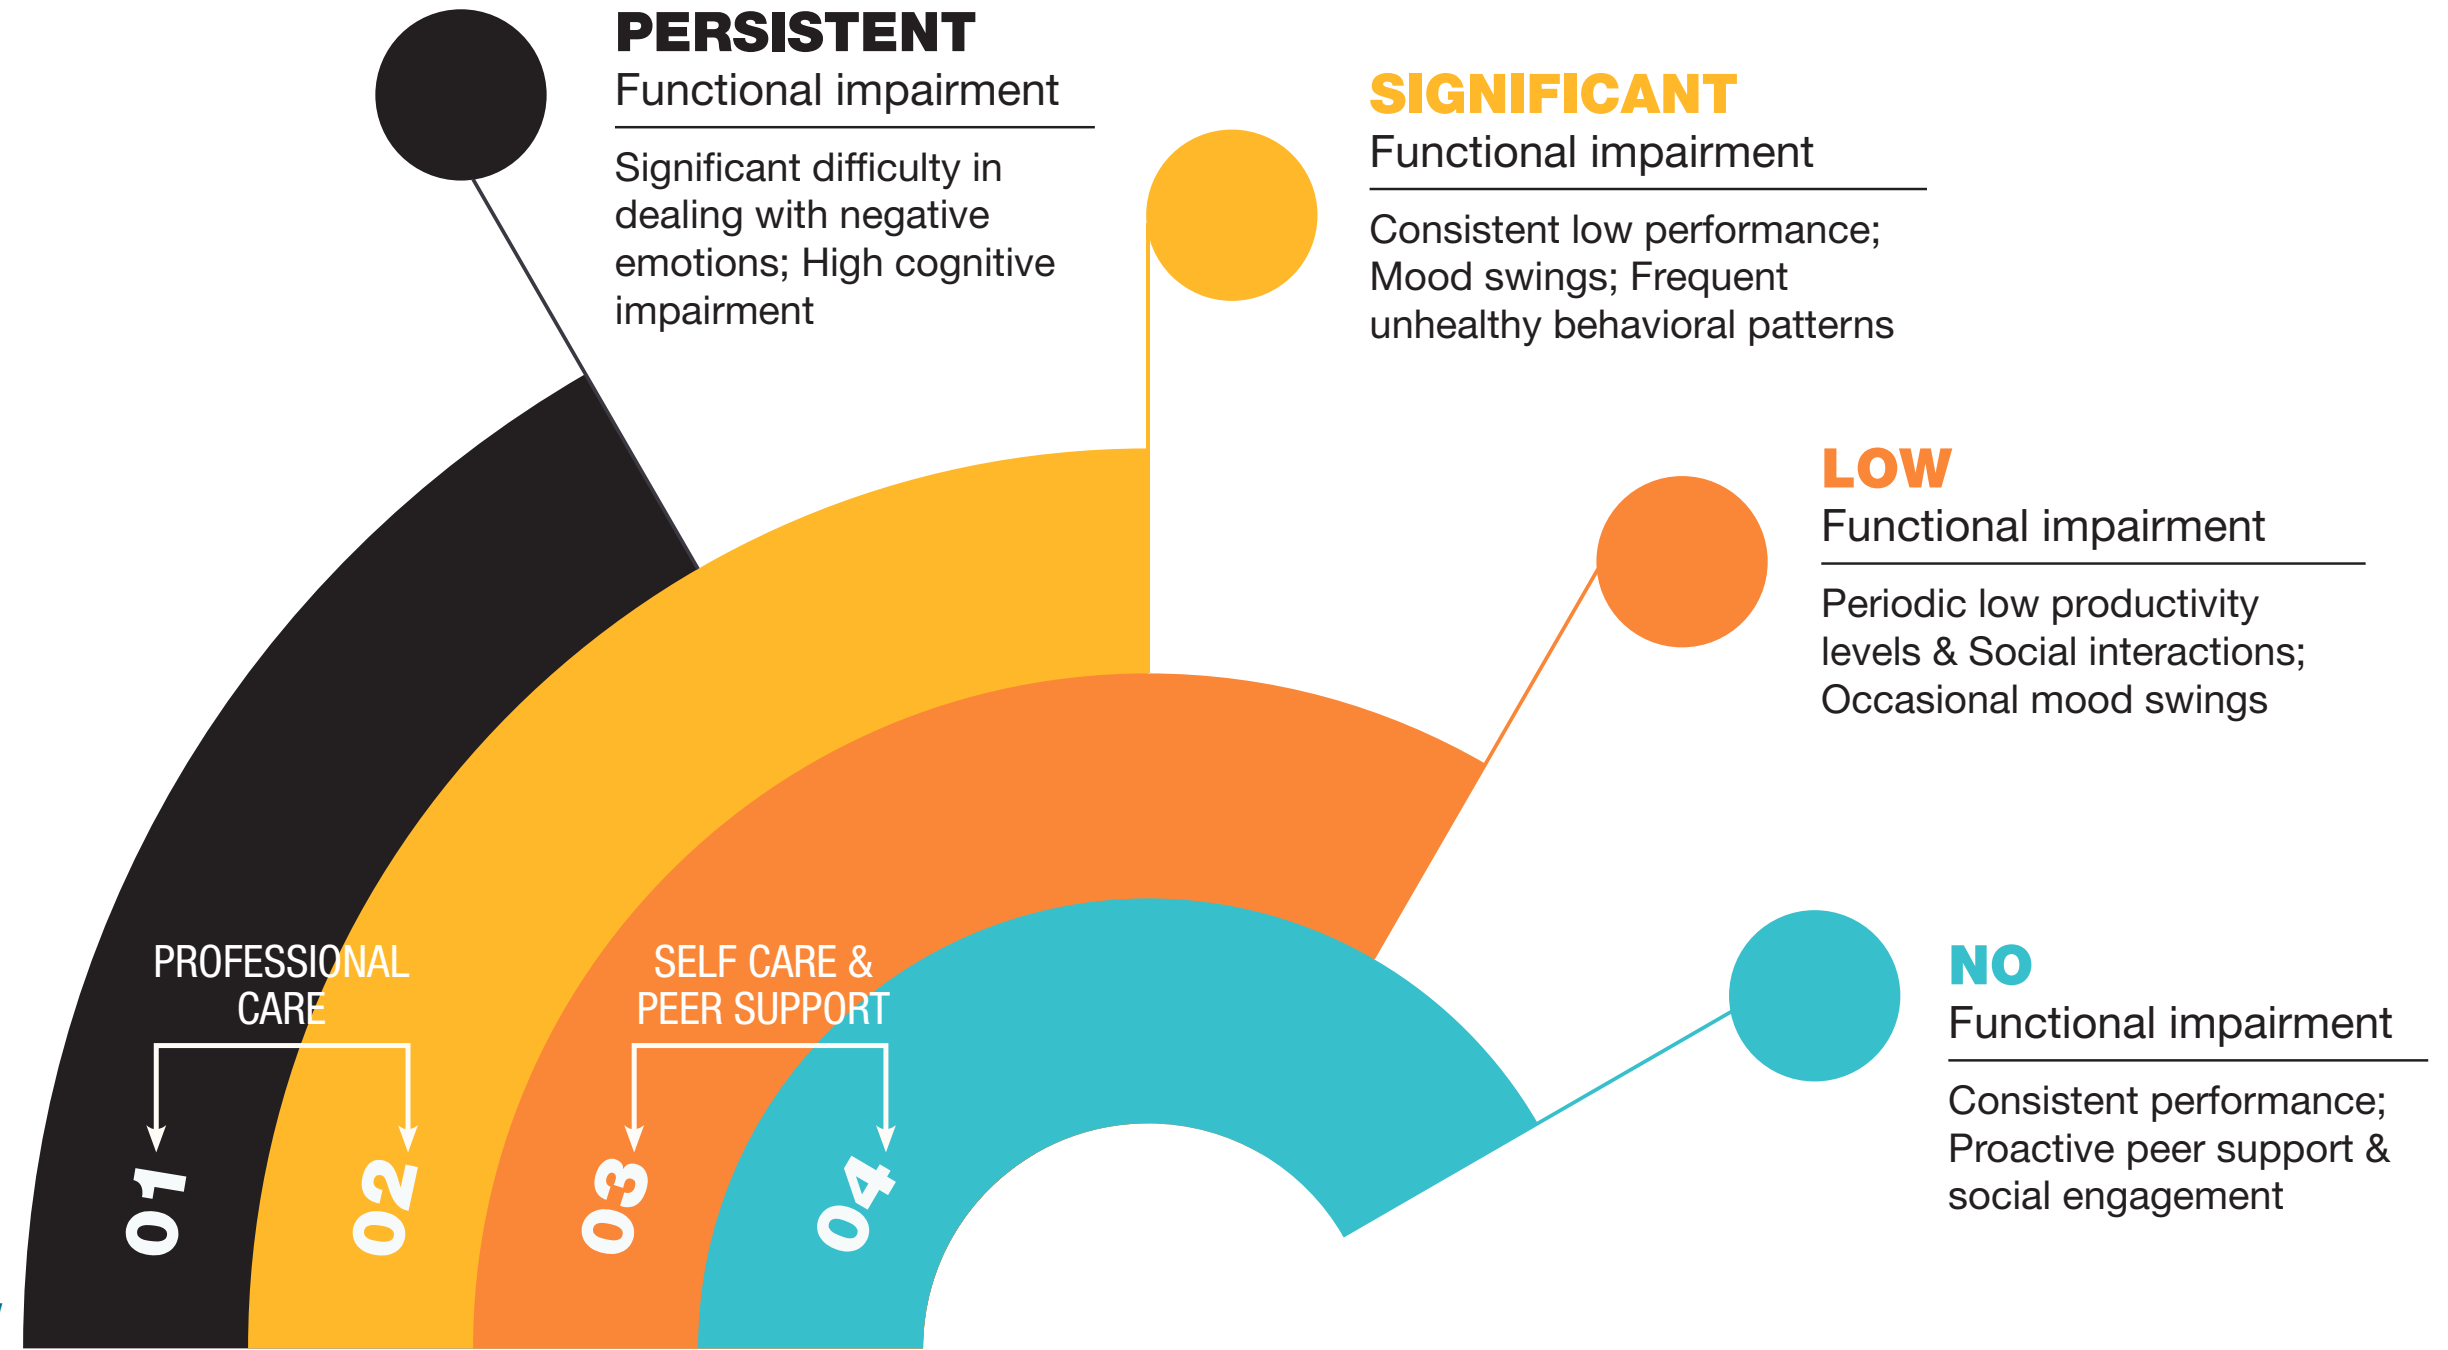 PERSISTENT
Functional impairment
Significant difficulty in
dealing with negative
emotions; High cognitive
impairment
SIGNIFICANT
Functional impairment
Consistent low performance;
Mood swings; Frequent
unhealthy behavioral patterns
LOW
Functional impairment
Periodic low productivity
levels & Social interactions;
Occasional mood swings
NO
Functional impairment
Consistent performance;
Proactive peer support &
social engagement
PROFESSIONAL
CARE
SELF CARE &
PEER SUPPORT
01
02
03
04